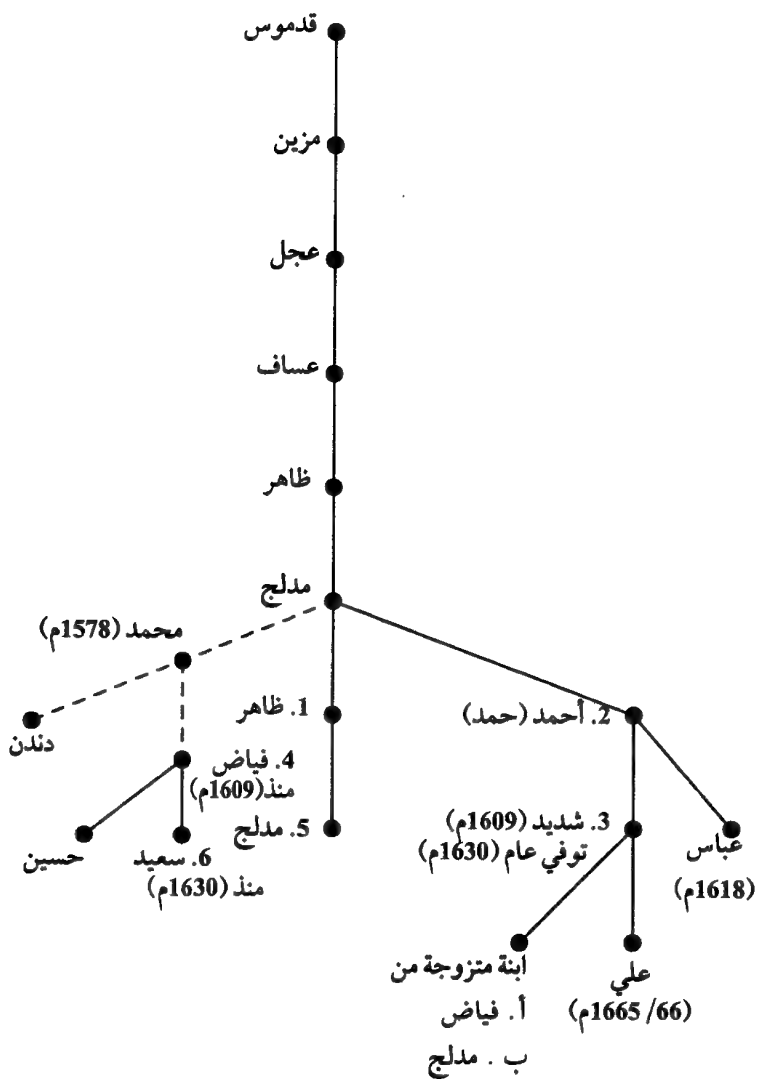 قدموس
مزين
عجل
عساف
ظاهر
مدلج
محمد (1578م)
دندن
1. ظاهر
2. أحمد (حمد)
4. فياض
منذ (1609م)
حسين
6. سعيد
منذ (1630م)
5. مدلج
3. شديد (1609م)
توفي عام (1630م)
عباس
(1618م)
ابنة متزوجة من
أ. فياض
ب . مدلج
علي
(1665/66م)